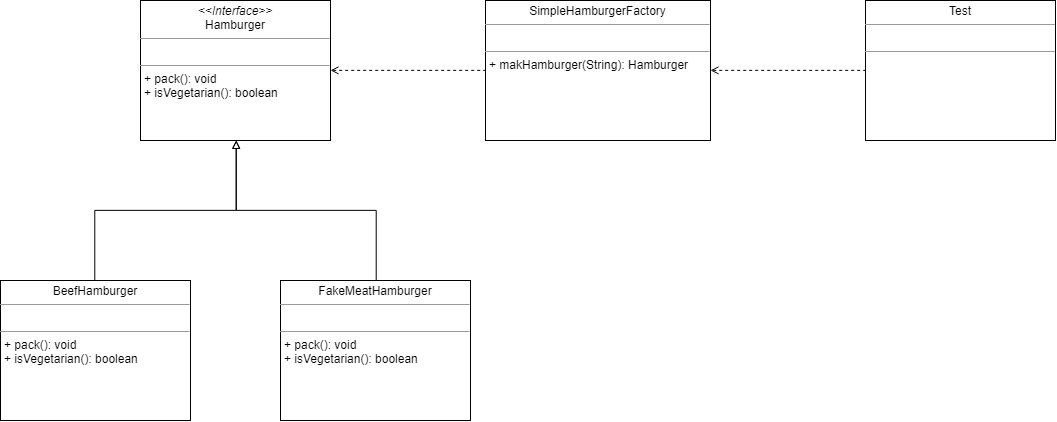 <<Interface>>
Hamburger
+ pack(): void
+ isVegetarian(): boolean
SimpleHamburgerFactory
+ makHamburger(String): Hamburger
Test
BeefHamburger
+ pack(): void
+ isVegetarian(): boolean
FakeMeatHamburger
+ pack(): void
+ isVegetarian(): boolean